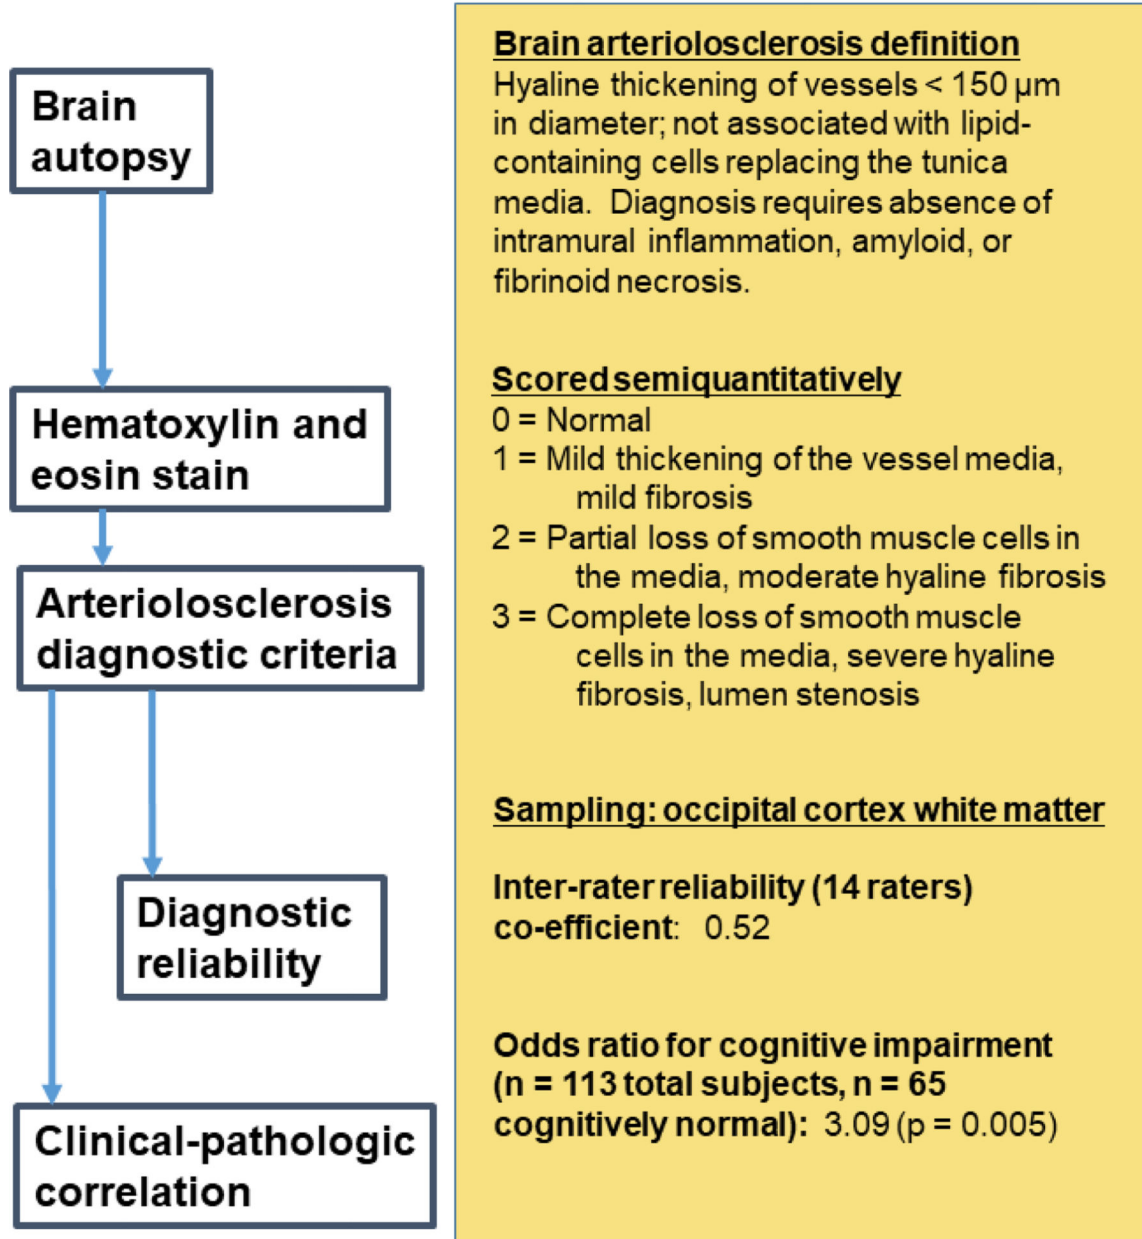 Brain
autopsy
Hematoxylin and
eosin stain
Arteriolosclerosis
diagnostic criteria
Diagnostic
reliability
Clinical-pathologic
correlation
Brain arteriolosclerosis definition
Hyaline thickening of vessels < 150 µm
in diameter; not associated with lipid-
containing cells replacing the tunica
media.  Diagnosis requires absence of
intramural inflammation, amyloid, or
fibrinoid necrosis.
Scored semiquantitatively
0 = Normal
1 = Mild thickening of the vessel media,
mild fibrosis
2 = Partial loss of smooth muscle cells in
the media, moderate hyaline fibrosis
3 = Complete loss of smooth muscle
cells in the media, severe hyaline
fibrosis, lumen stenosis
Sampling: occipital cortex white matter
Inter-rater reliability (14 raters)
co-efficient:  0.52
Odds ratio for cognitive impairment
(n = 113 total subjects, n = 65
cognitively normal):  3.09 (p = 0.005)